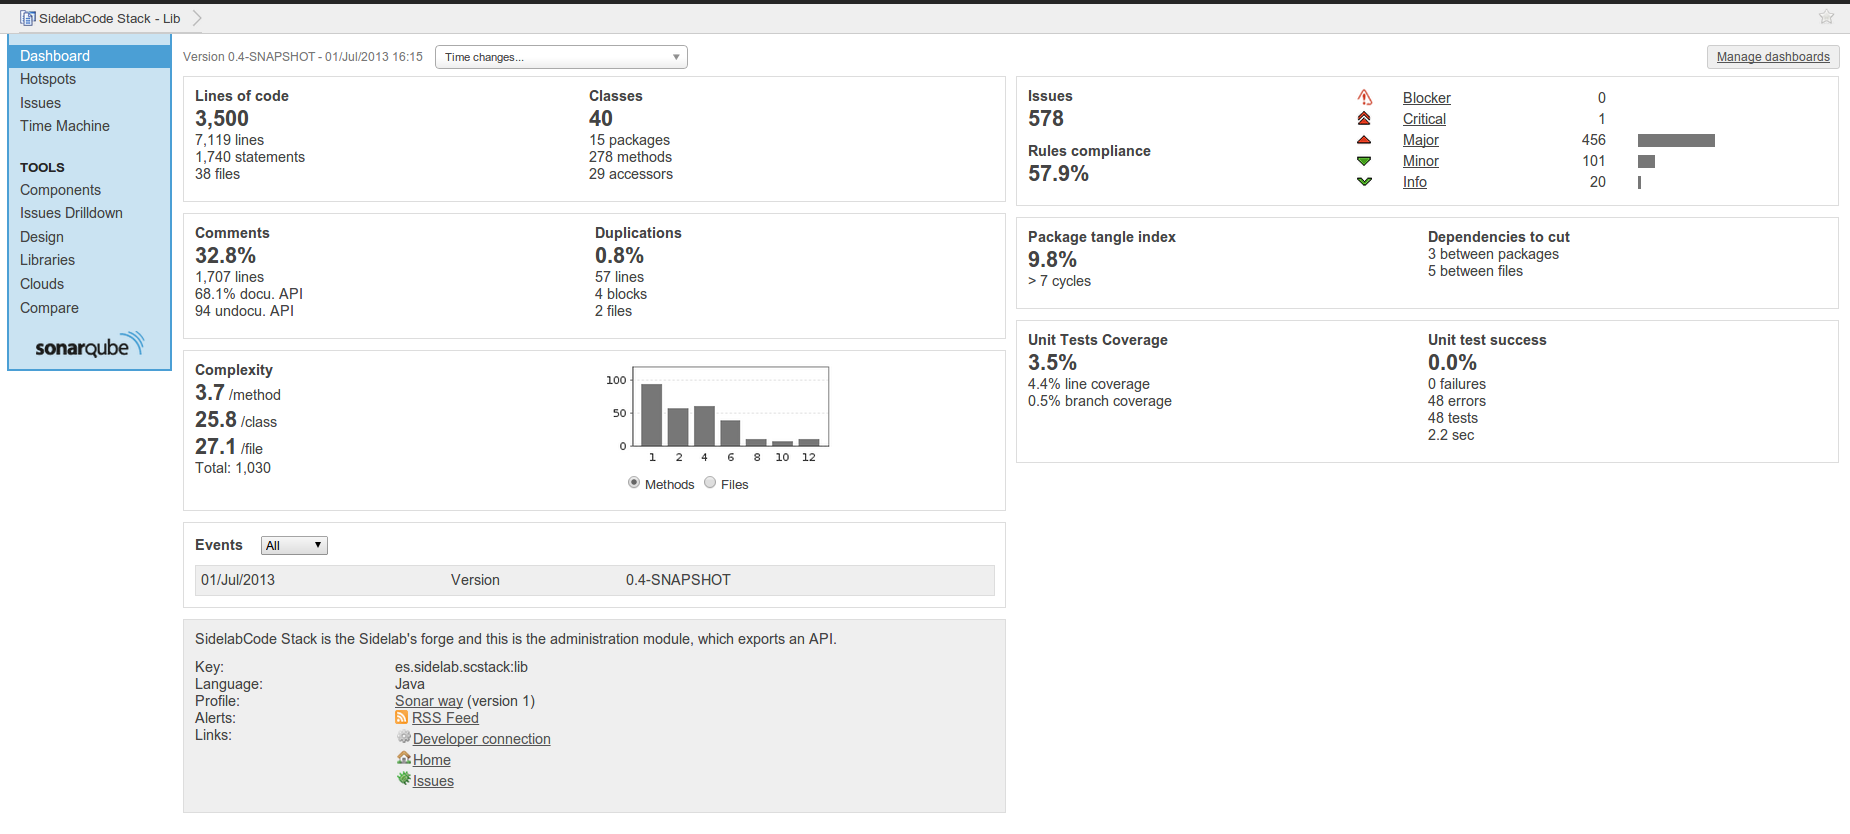 SidelabCode Stack - Lib
Dashboard
Hotspots
Issues
Time Machine
TOOLS
Components
Issues Drilldown
Design
Libraries
Clouds
Compare
sonarqube
Version 0.4-SNAPSHOT - 01/Jul/2013 16:15
Time changes...
Manage dashboards
Lines of code
3,500
7,119 lines
1,740 statements
38 files
Classes
40
15 packages
278 methods
29 accessors
Comments
32.8%
1,707 lines
68.1% docu. API
94 undocu. API
Duplications
0.8%
57 lines
4 blocks
2 files
Complexity
3.7 /method
25.8 /class
27.1 /file
Total: 1,030
100
50
0
1 2 4 6 8 10 12
Methods Files
Events All
01/Jul/2013 Version 0.4-SNAPSHOT
SidelabCode Stack is the Sidelab's forge and this is the administration module, which exports an API.
Key: es.sidelab.scstack:lib
Language: Java
Profile: Sonar way (version 1)
Alerts: RSS Feed
Links: Developer connection
Home
Issues
Issues
578
Rules compliance
57.9%
Blocker 0
Critical 1
Major 456
Minor 101
Info 20
Package tangle index
9.8%
> 7 cycles
Dependencies to cut
3 between packages
5 between files
Unit Tests Coverage
3.5%
4.4% line coverage
0.5% branch coverage
Unit test success
0.0%
0 failures
48 errors
48 tests
2.2 sec